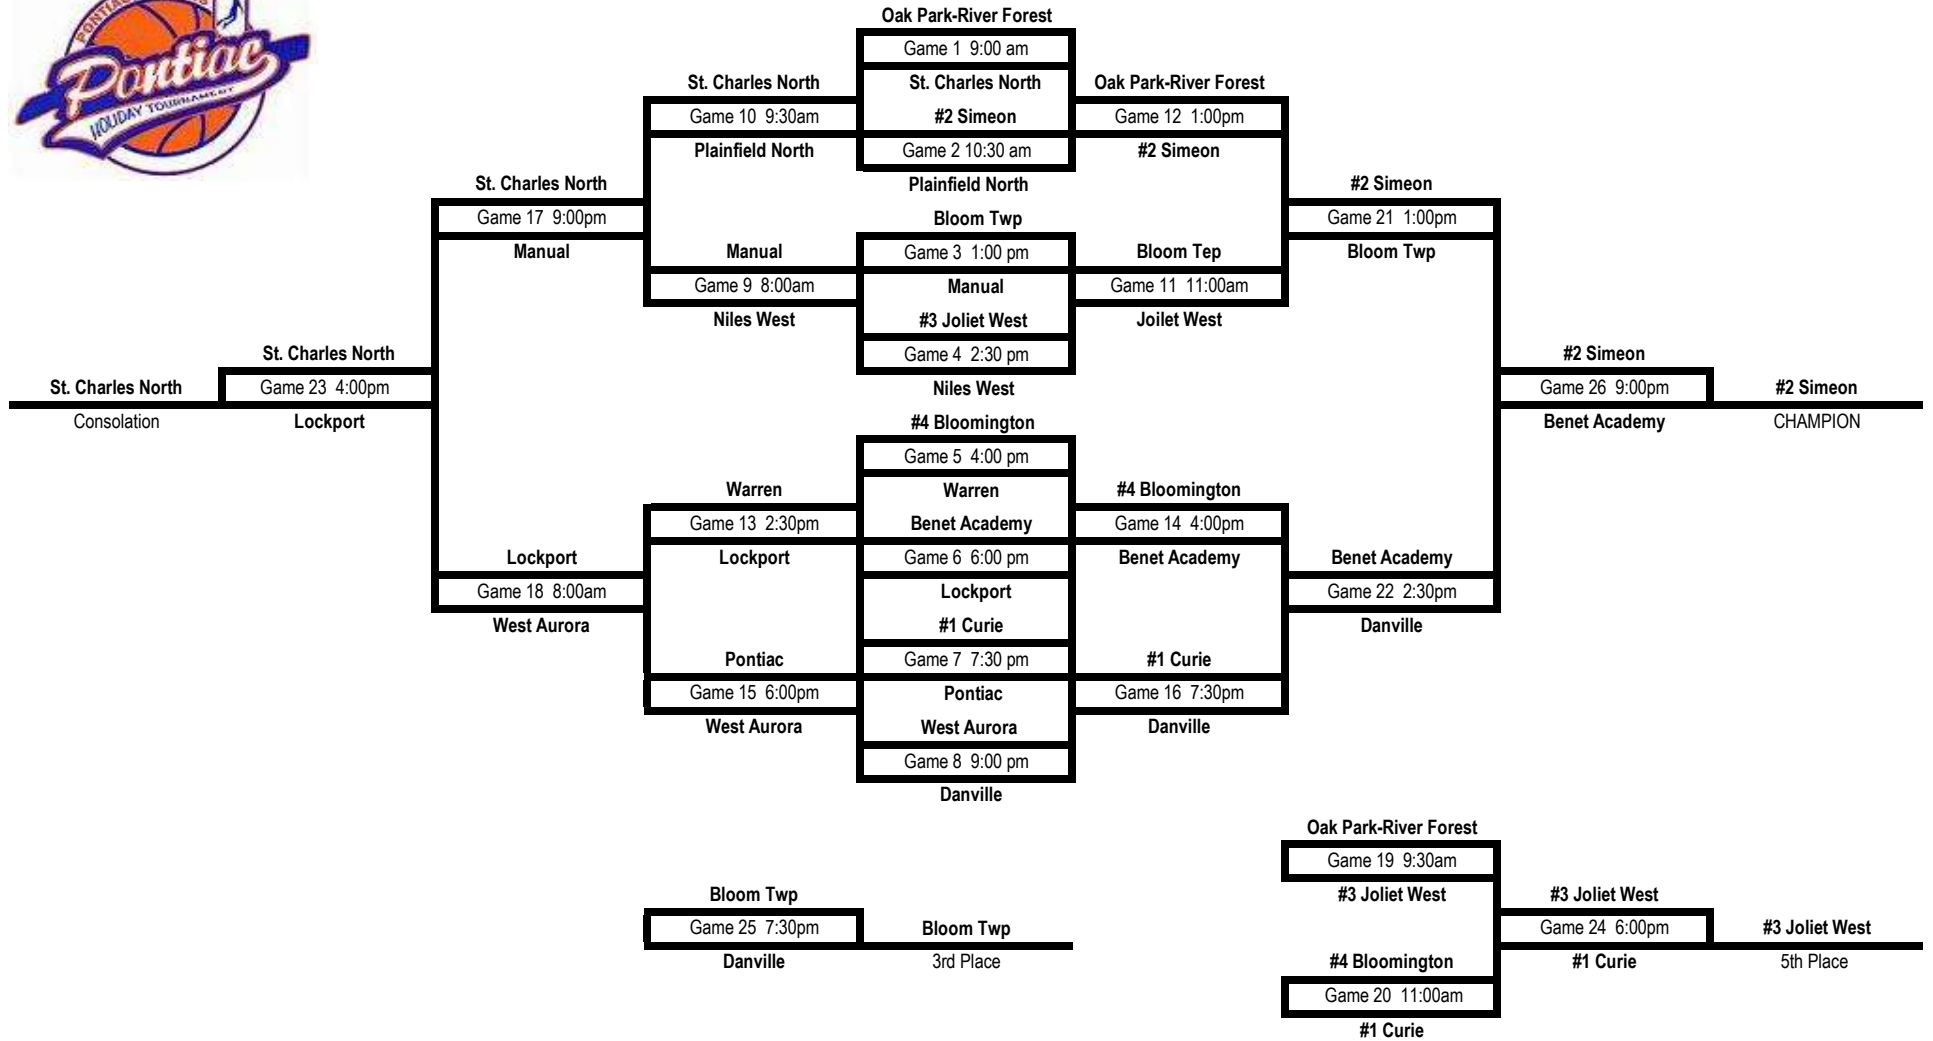 PONTIAC
Pontiac
HOLIDAY TOURNAMENT
Oak Park-River Forest
Game 1 9:00 am
St. Charles North
St. Charles North
Oak Park-River Forest
Game 10 9:30am
#2 Simeon
Game 12 1:00pm
Plainfield North
Game 2 10:30 am
#2 Simeon
St. Charles North
Plainfield North
#2 Simeon
Game 17 9:00pm
Bloom Twp
Game 21 1:00pm
Manual
Manual
Game 3 1:00 pm
Bloom Tep
Bloom Twp
Game 9 8:00am
Manual
Game 11 11:00am
Niles West
#3 Joliet West
Joilet West
St. Charles North
Game 4 2:30 pm
#2 Simeon
St. Charles North
Game 23 4:00pm
Niles West
Game 26 9:00pm
#2 Simeon
Consolation
Lockport
#4 Bloomington
Benet Academy
CHAMPION
Game 5 4:00 pm
Warren
Warren
#4 Bloomington
Game 13 2:30pm
Benet Academy
Game 14 4:00pm
Lockport
Lockport
Game 6 6:00 pm
Benet Academy
Benet Academy
Game 18 8:00am
Lockport
Game 22 2:30pm
West Aurora
#1 Curie
Danville
Pontiac
Game 7 7:30 pm
#1 Curie
Game 15 6:00pm
Pontiac
Game 16 7:30pm
West Aurora
West Aurora
Danville
Game 8 9:00 pm
Danville
Oak Park-River Forest
Game 19 9:30am
Bloom Twp
#3 Joliet West
#3 Joliet West
Game 25 7:30pm
Bloom Twp
Game 24 6:00pm
#3 Joliet West
Danville
3rd Place
#4 Bloomington
#1 Curie
5th Place
Game 20 11:00am
#1 Curie